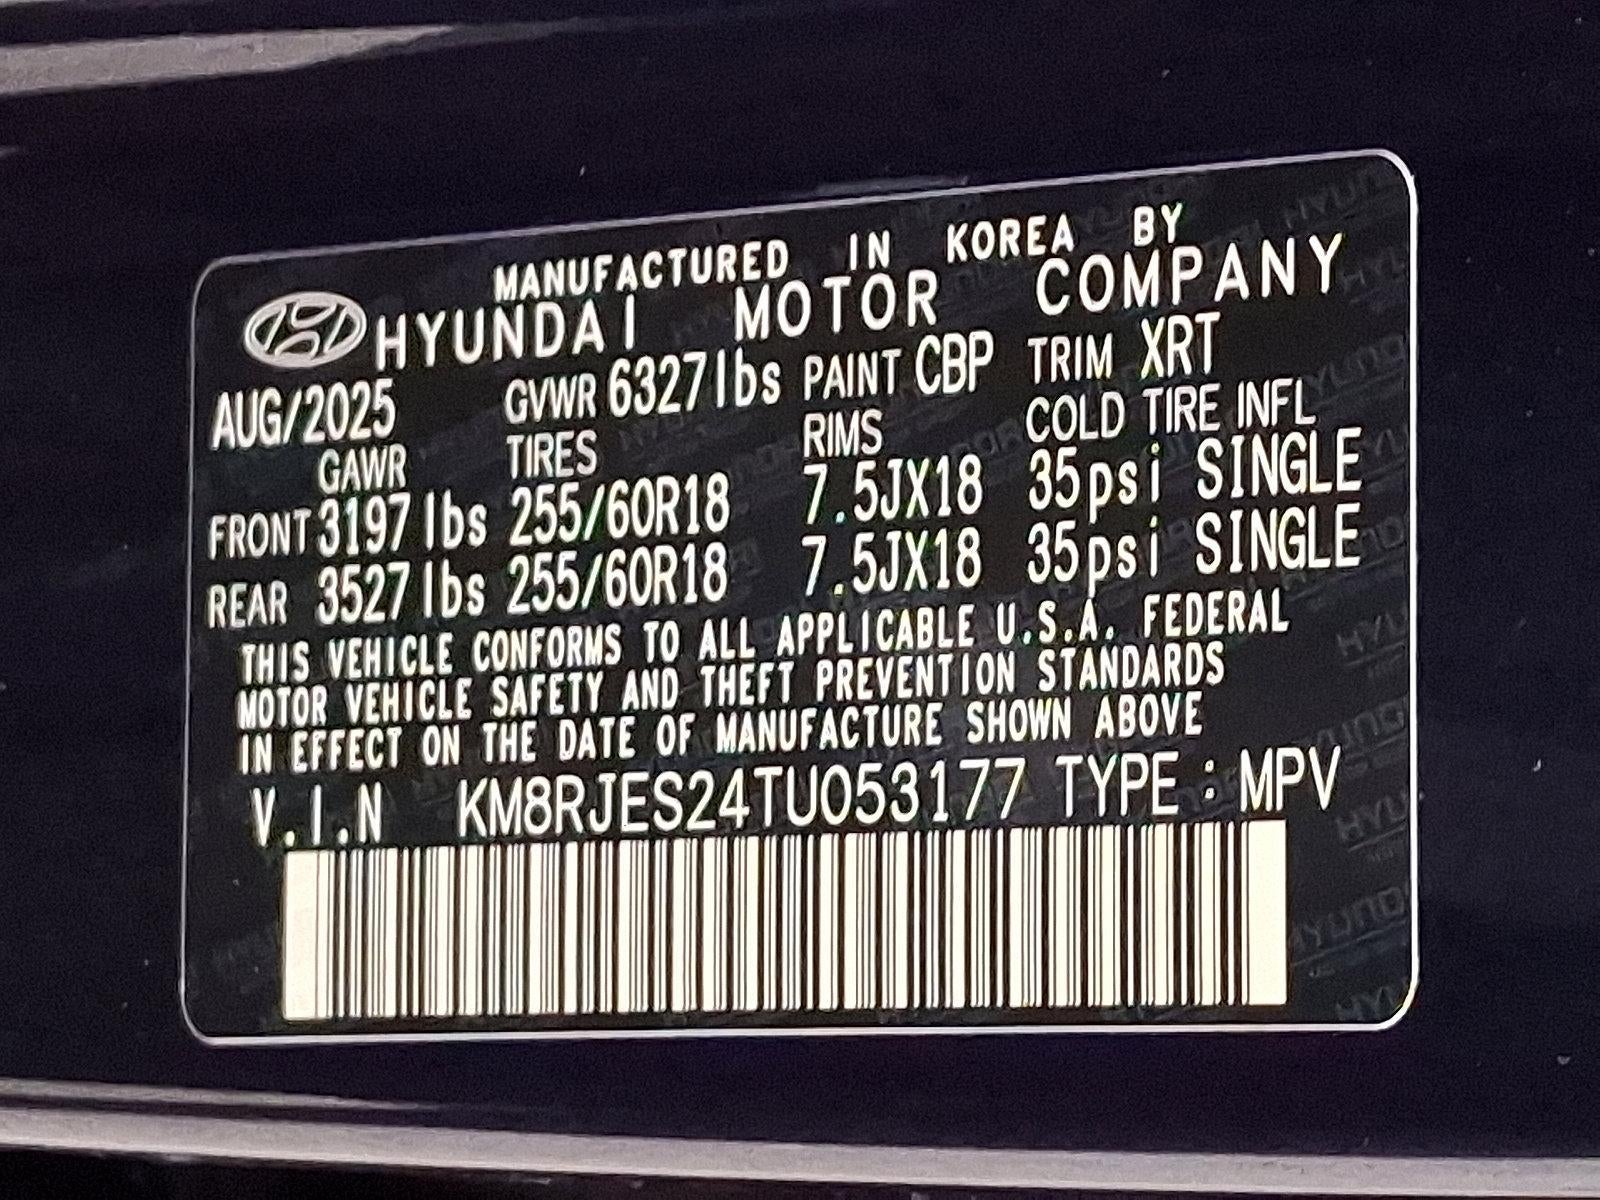 MANUFACTURED IN KOREA BY
HYUNDAI MOTOR COMPANY
AUG/2025 GVWR 6327lbs PAINT CBP TRIM XRT
GAWR TIRES RIMS COLD TIRE INFL
FRONT 3197lbs 255/60R18 7.5JX18 35psi SINGLE
REAR 3527lbs 255/60R18 7.5JX18 35psi SINGLE
THIS VEHICLE CONFORMS TO ALL APPLICABLE U.S.A. FEDERAL
MOTOR VEHICLE SAFETY AND THEFT PREVENTION STANDARDS
IN EFFECT ON THE DATE OF MANUFACTURE SHOWN ABOVE
V.I.N KM8RJES24TU053177 TYPE : MPV